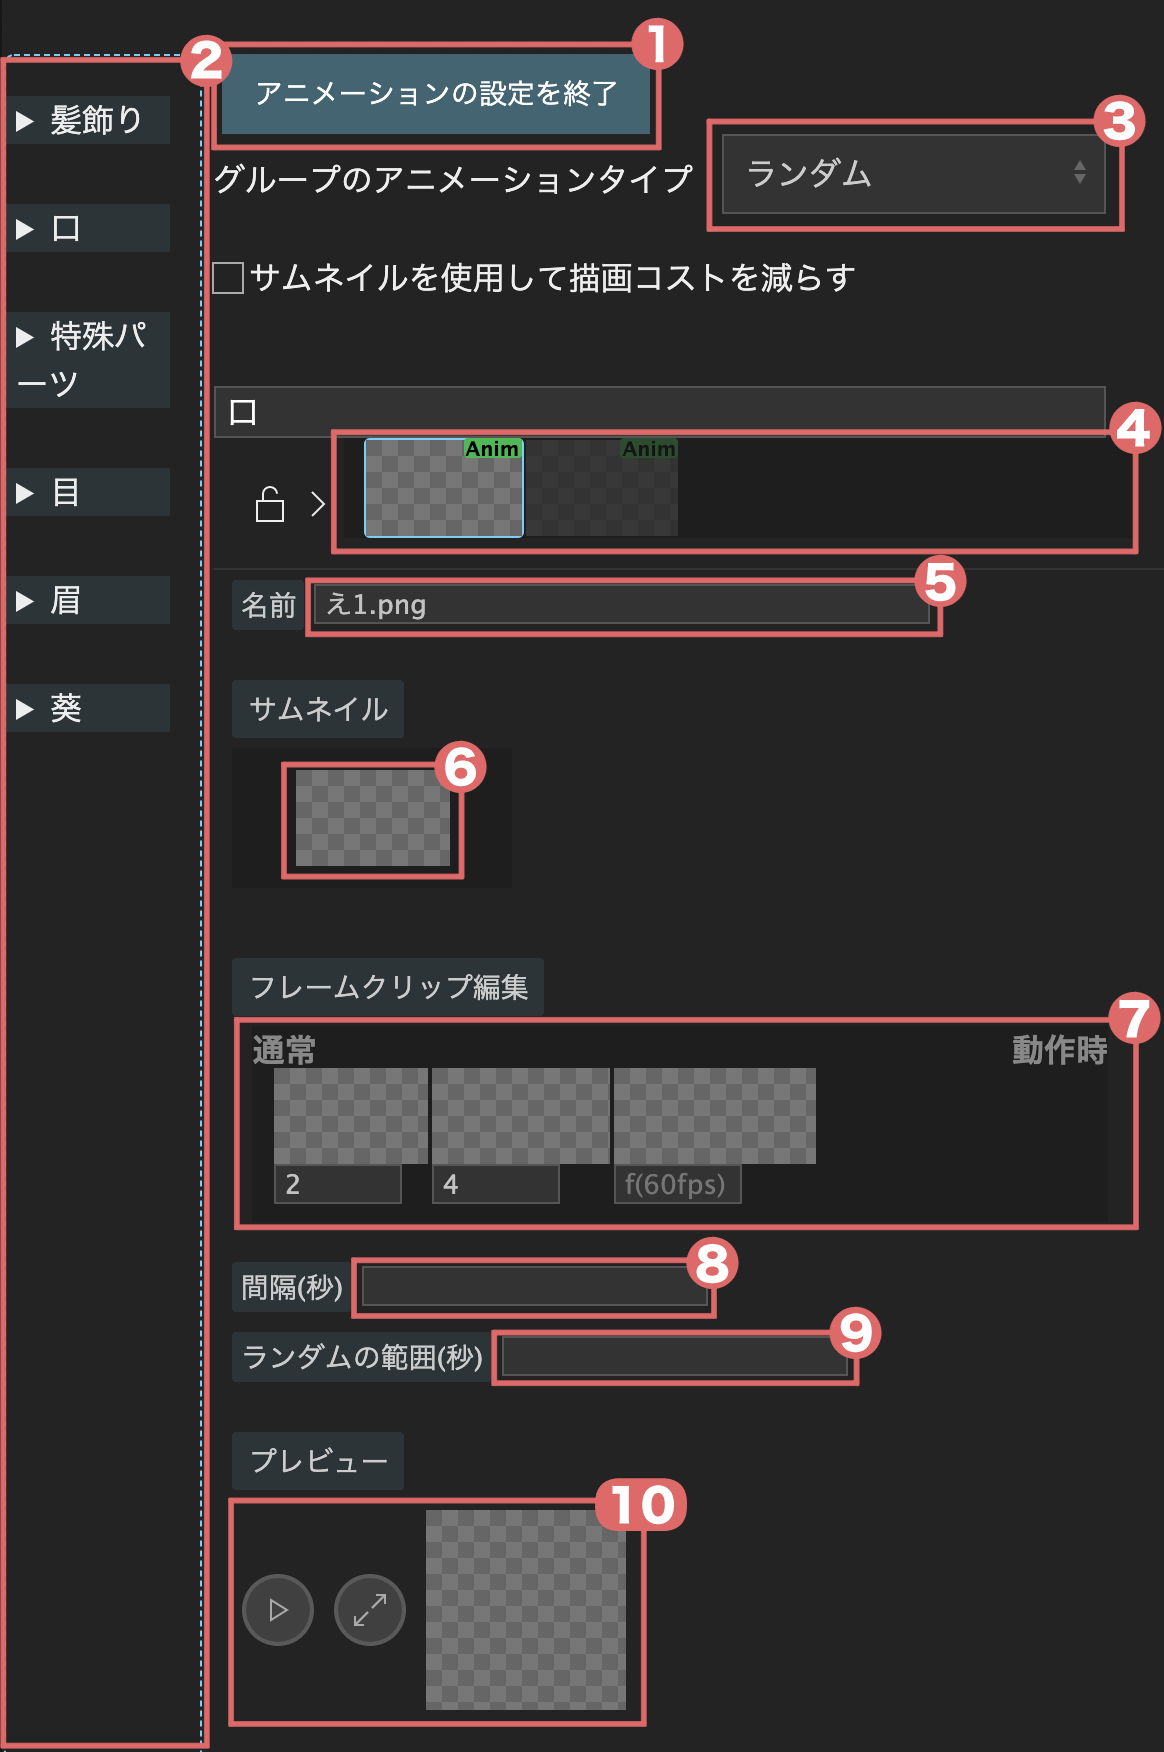 1
アニメーションの設定を終了
2
▶ 髪飾り
▶ 口
▶ 特殊パ
ーツ
▶ 目
▶ 眉
▶ 葵
グループのアニメーションタイプ
3
ランダム
サムネイルを使用して描画コストを減らす
口
4
Anim
Anim
5
名前
え1.png
サムネイル
6
フレームクリップ編集
7
通常
動作時
2
4
f(60fps)
8
間隔(秒)
9
ランダムの範囲(秒)
プレビュー
10